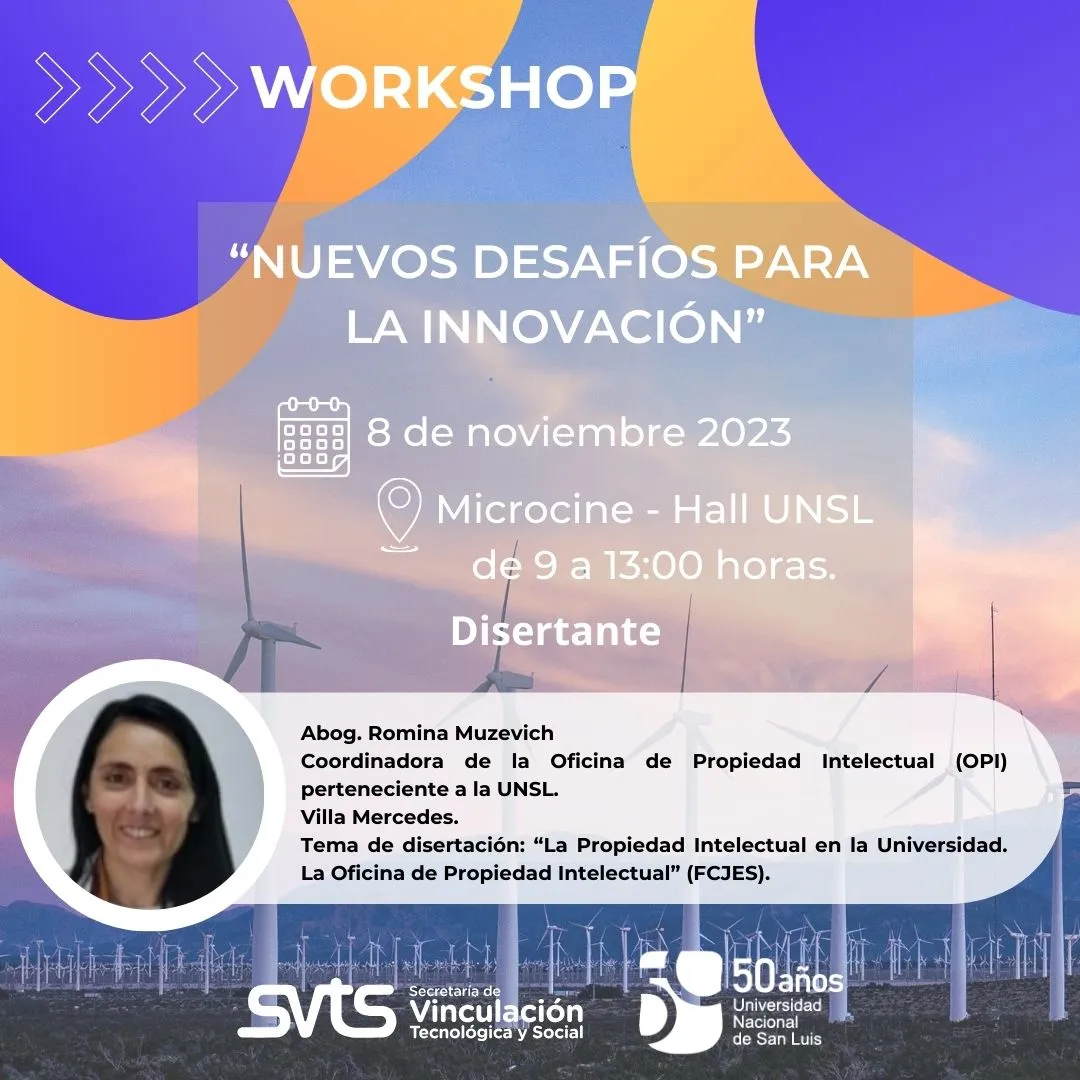 WORKSHOP
“NUEVOS DESAFÍOS PARA
LA INNOVACIÓN”
8 de noviembre 2023
Microcine - Hall UNSL
de 9 a 13:00 horas.
Disertante
Abog. Romina Muzevich
Coordinadora de la Oficina de Propiedad Intelectual (OPI)
perteneciente a la UNSL.
Villa Mercedes.
Tema de disertación: “La Propiedad Intelectual en la Universidad.
La Oficina de Propiedad Intelectual” (FCJES).
svts
Secretaría de
Vinculación
Tecnológica y Social
50 años
Universidad
Nacional
de San Luis